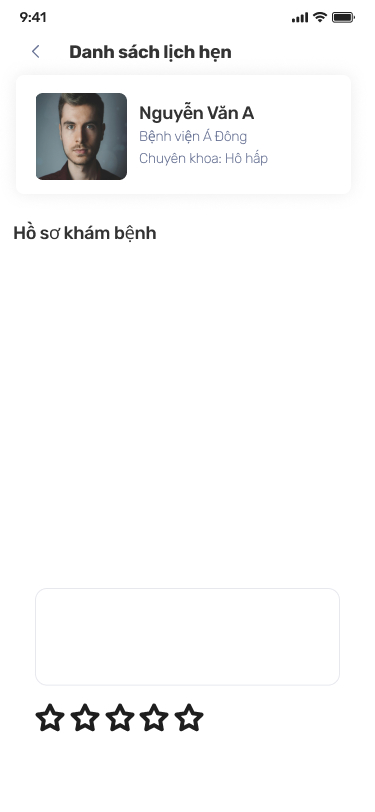 9:41
Danh sách lịch hẹn
Nguyễn Văn A
Bệnh viện Á Đông
Chuyên khoa: Hô hấp
Hồ sơ khám bệnh